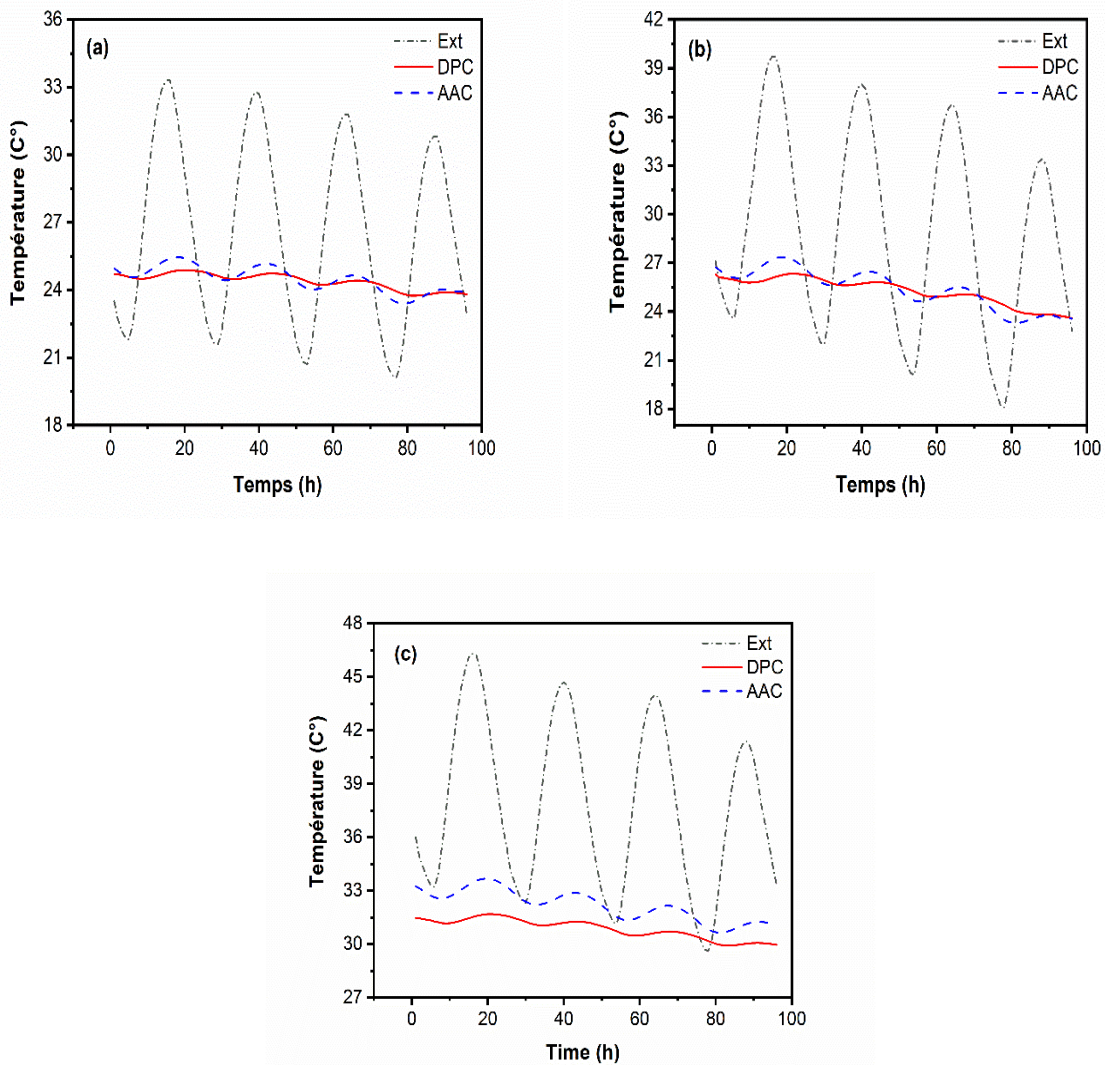 (a)
Ext
DPC
AAC
36
33
30
27
24
21
18
Température (C°)
0 20 40 60 80 100
Temps (h)
(b)
Ext
DPC
AAC
42
39
36
33
30
27
24
21
18
Température (C°)
0 20 40 60 80 100
Temps (h)
(c)
Ext
DPC
AAC
48
45
42
39
36
33
30
27
Température (C°)
0 20 40 60 80 100
Time (h)